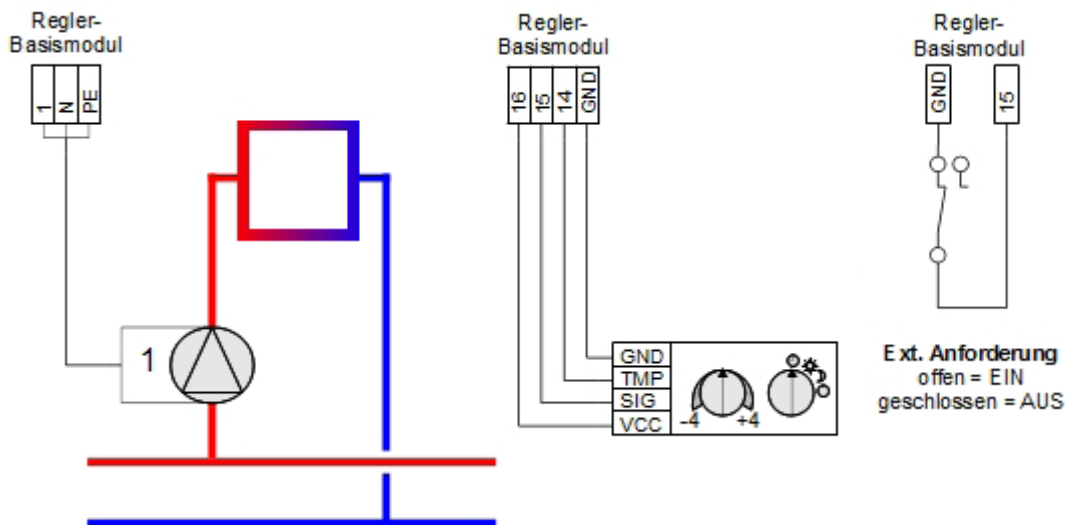 Regler-
Basismodul
1
N
PE
1
Regler-
Basismodul
16
15
14
GND
GND
TMP
SIG
VCC
-4
+4
Regler-
Basismodul
GND
15
Ext. Anforderung
offen = EIN
geschlossen = AUS